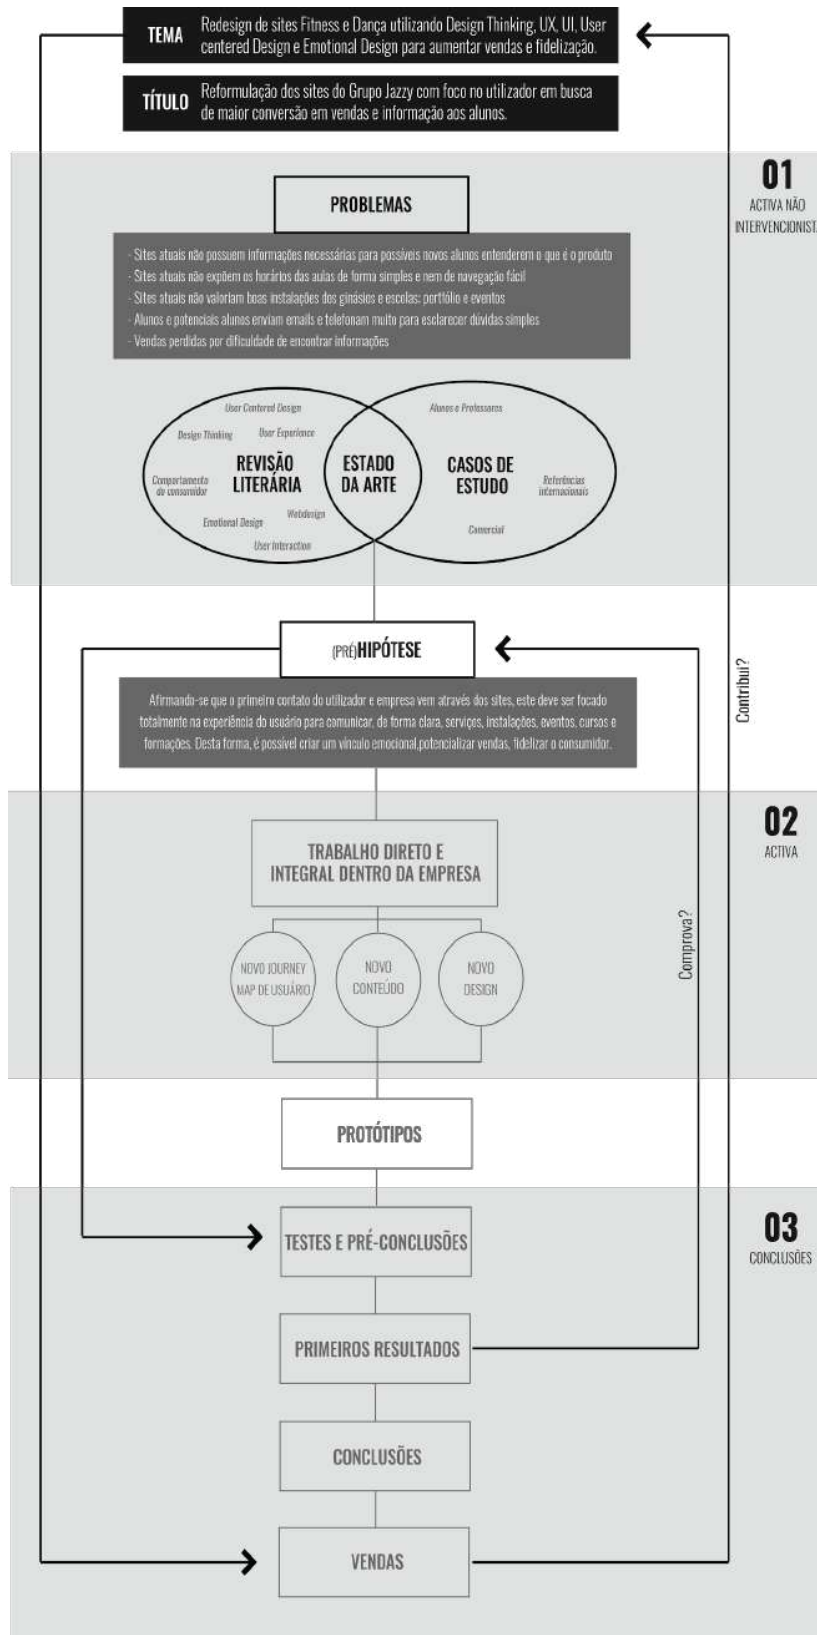 TEMA
Redesign de sites Fitness e Dança utilizando Design Thinking, UX, UI, User
centered Design e Emotional Design para aumentar vendas e fidelização.
TÍTULO
Reformulação dos sites do Grupo Jazzy com foco no utilizador em busca
de maior conversão em vendas e informação aos alunos.
01
ACTIVA NÃO
INTERVENCIONISTA
PROBLEMAS
- Sites atuais não possuem informações necessárias para possíveis novos alunos entenderem o que é o produto
- Sites atuais não expõem os horários das aulas de forma simples e nem de navegação fácil
- Sites atuais não valoriam boas instalações dos ginásios e escolas: portfólio e eventos
- Alunos e potenciais alunos enviam emails e telefonam muito para esclarecer dúvidas simples
- Vendas perdidas por dificuldade de encontrar informações
User Centered Design
Design Thinking
User Experience
REVISÃO
LITERÁRIA
Comportamento
do consumidor
Emotional Design
Webdesign
User Interaction
ESTADO
DA ARTE
Alunos e Professores
CASOS DE
ESTUDO
Referências
internacionais
Comercial
(PRÉ)HIPÓTESE
Afirmando-se que o primeiro contato do utilizador e empresa vem através dos sites, este deve ser focado
totalmente na experiência do usuário para comunicar, de forma clara, serviços, instalações, eventos, cursos e
formações. Desta forma, é possível criar um vínculo emocional,potencializar vendas, fidelizar o consumidor.
Contribui?
02
ACTIVA
TRABALHO DIRETO E
INTEGRAL DENTRO DA EMPRESA
NOVO JOURNEY
MAP DE USUÁRIO
NOVO
CONTEÚDO
NOVO
DESIGN
Comprova?
PROTÓTIPOS
03
CONCLUSÕES
TESTES E PRÉ-CONCLUSÕES
PRIMEIROS RESULTADOS
CONCLUSÕES
VENDAS